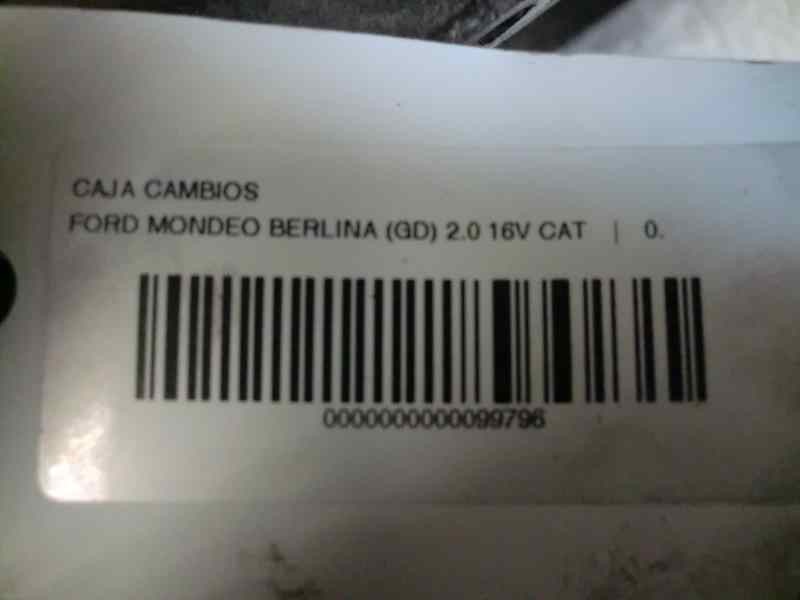 CAJA CAMBIOS
FORD MONDEO BERLINA (GD) 2.0 16V CAT | 0.
0000000000099796